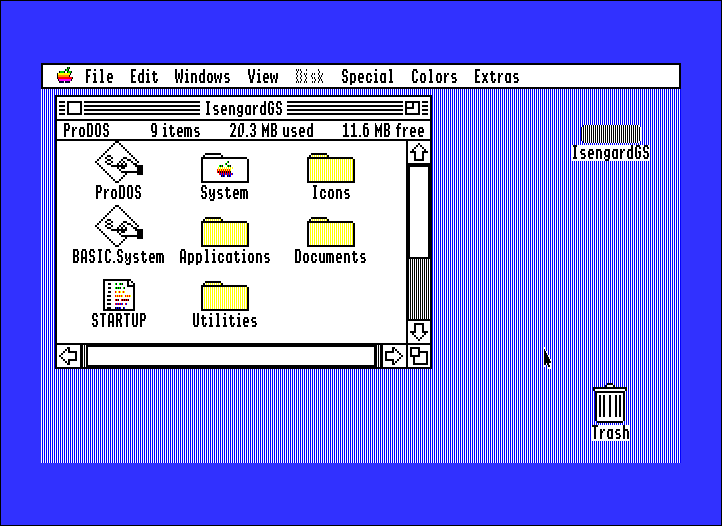 File Edit Windows View Disk Special Colors Extras
IsengardGS
ProDOS 9 items 20.3 MB used 11.6 MB free
ProDOS System Icons
BASIC.System Applications Documents
STARTUP Utilities
IsengardGS
Trash